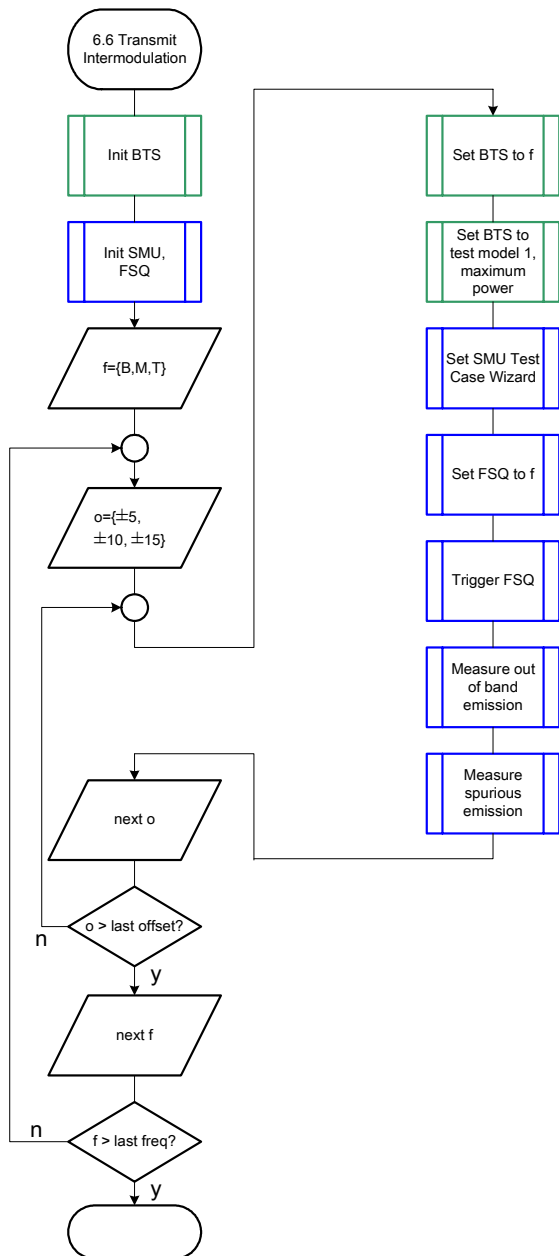 6.6 Transmit
Intermodulation
Init BTS
Init SMU,
FSQ
f={B,M,T}
o={±5,
±10, ±15}
Set BTS to f
Set BTS to
test model 1,
maximum
power
Set SMU Test
Case Wizard
Set FSQ to f
Trigger FSQ
Measure out of
band
emission
Measure
spurious
emission
next o
o > last offset?
n
y
next f
f > last freq?
n
y